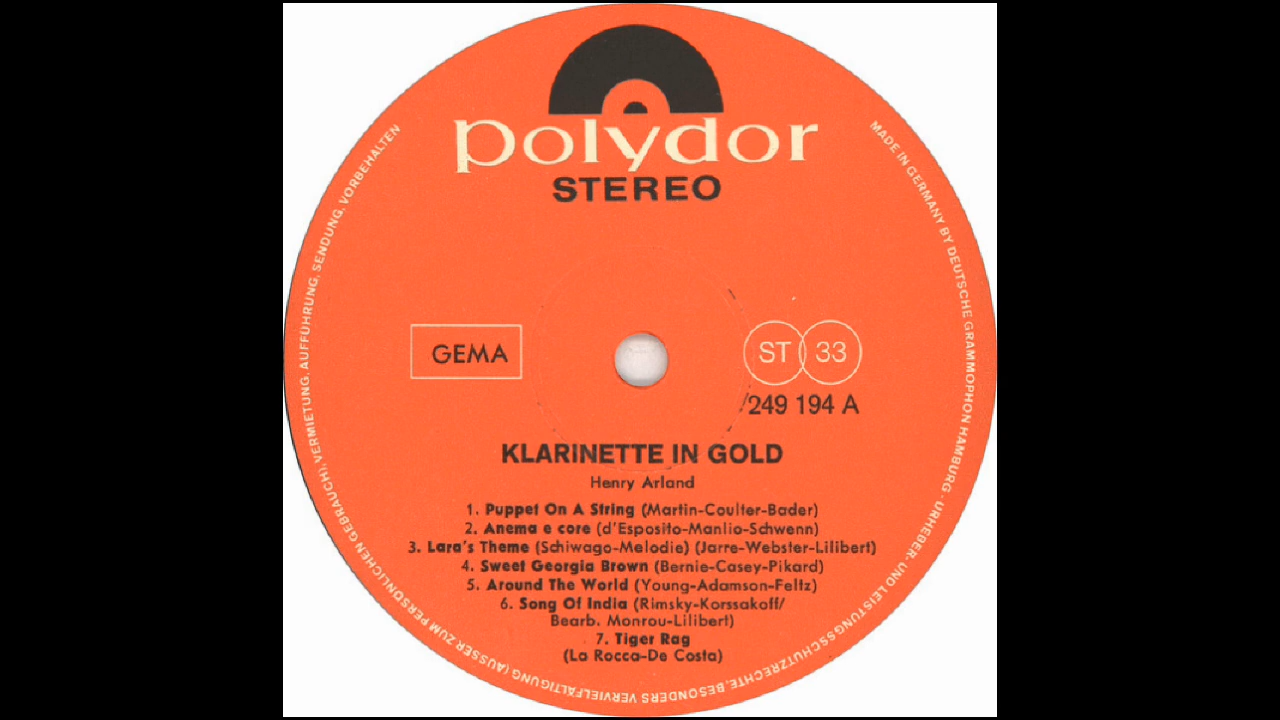 polydor
STEREO
MADE IN GERMANY BY DEUTSCHE GRAMMOPHON HAMBURG · URHEBER- UND LEISTUNGSSCHUTZRECHTE, BESONDERS VERVIELFÄLTIGUNG (AUSSER ZUM PERSÖNLICHEN GEBRAUCH), VERMIETUNG, AUFFÜHRUNG, SENDUNG, VORBEHALTEN
GEMA
ST 33
249 194 A
KLARINETTE IN GOLD
Henry Arland
1. Puppet On A String (Martin-Coulter-Bader)
2. Anema e core (d'Esposito-Manlio-Schwenn)
3. Lara's Theme (Schiwago-Melodie) (Jarre-Webster-Lilibert)
4. Sweet Georgia Brown (Bernie-Casey-Pikard)
5. Around The World (Young-Adamson-Feltz)
6. Song Of India (Rimsky-Korssakoff/
Bearb. Monrou-Lilibert)
7. Tiger Rag
(La Rocca-De Costa)